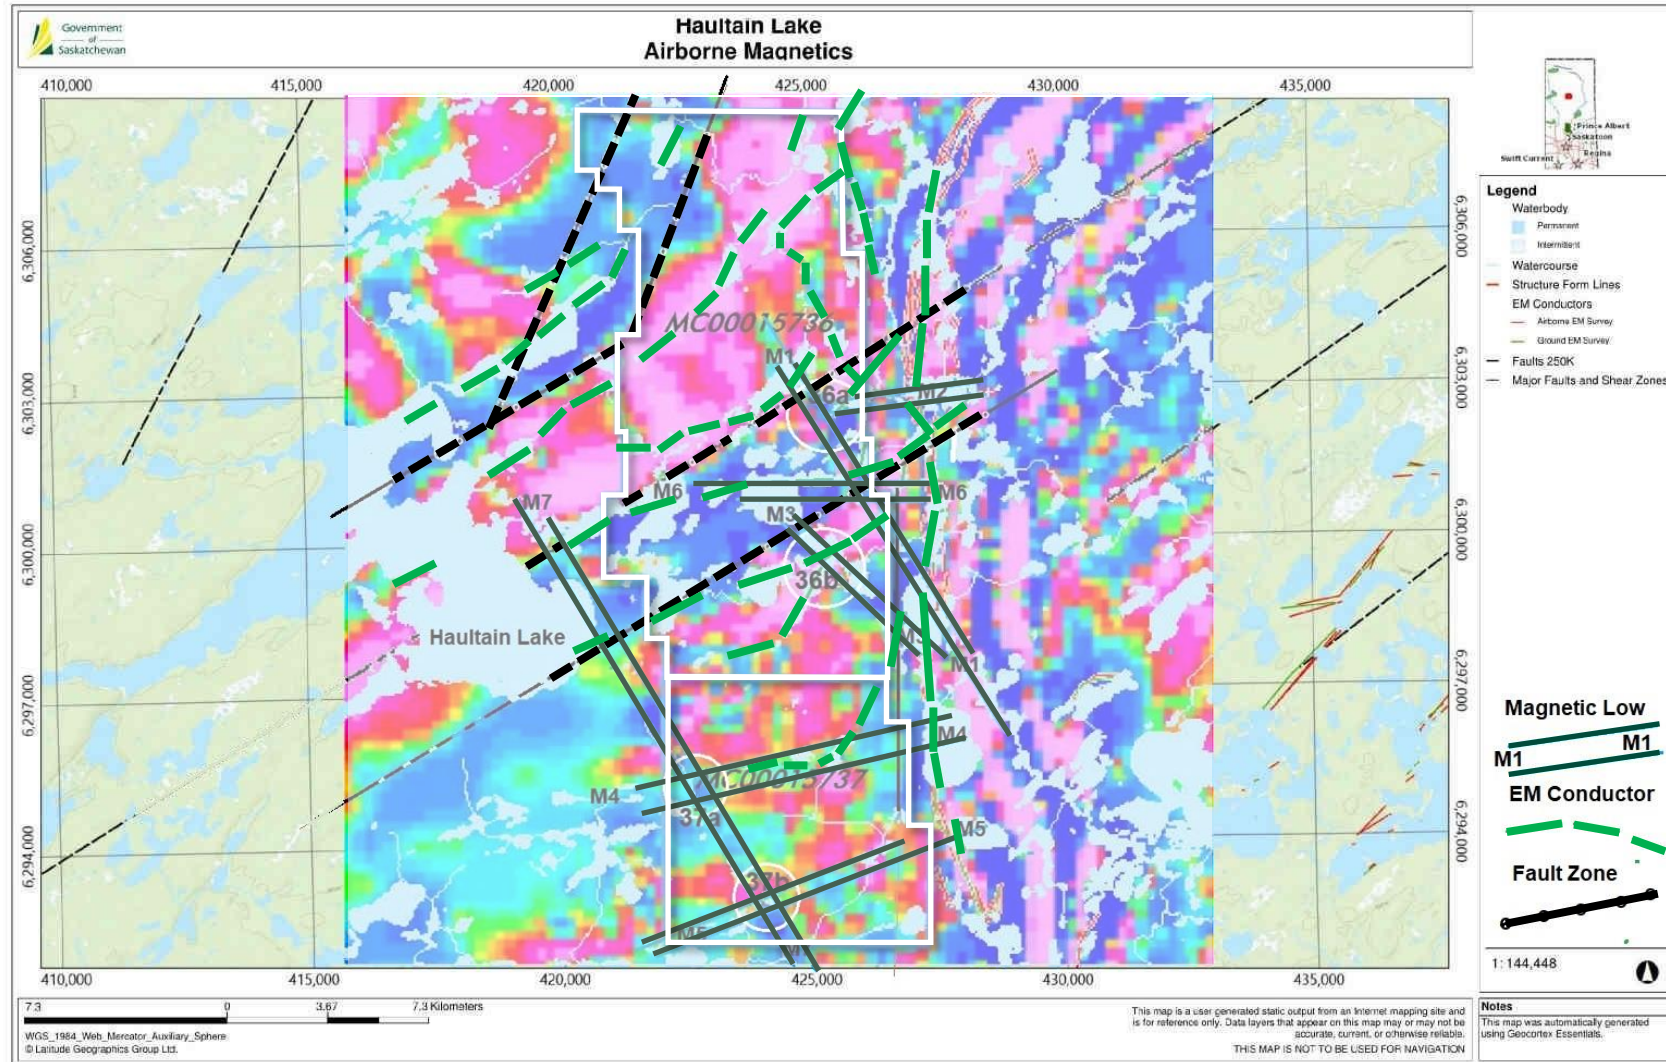 Government
of
Saskatchewan
Haultain Lake
Airborne Magnetics
410,000 415,000 420,000 425,000 430,000 435,000
6,306,000
6,303,000
6,300,000
6,297,000
6,294,000
6,306,000
6,303,000
6,300,000
6,297,000
6,294,000
MC00015736
M1
36a
M2
M6
M6
M7
M3
36b
Haultain Lake
M3
M1
M4
M4
MC00015737
37a
M5
37b
M5
M7
410,000 415,000 420,000 425,000 430,000 435,000
Prince Albert
Saskatoon
Regina
Swift Current
Legend
Waterbody
Permanent
Intermittent
Watercourse
Structure Form Lines
EM Conductors
Airborne EM Survey
Ground EM Survey
Faults 250K
Major Faults and Shear Zones
Magnetic Low
M1
M1
EM Conductor
Fault Zone
1: 144,448
7.3 0 3.67 7.3 Kilometers
WGS_1984_Web_Mercator_Auxiliary_Sphere
© Latitude Geographics Group Ltd.
This map is a user generated static output from an Internet mapping site and
is for reference only. Data layers that appear on this map may or may not be
accurate, current, or otherwise reliable.
THIS MAP IS NOT TO BE USED FOR NAVIGATION
Notes
This map was automatically generated
using Geocortex Essentials.